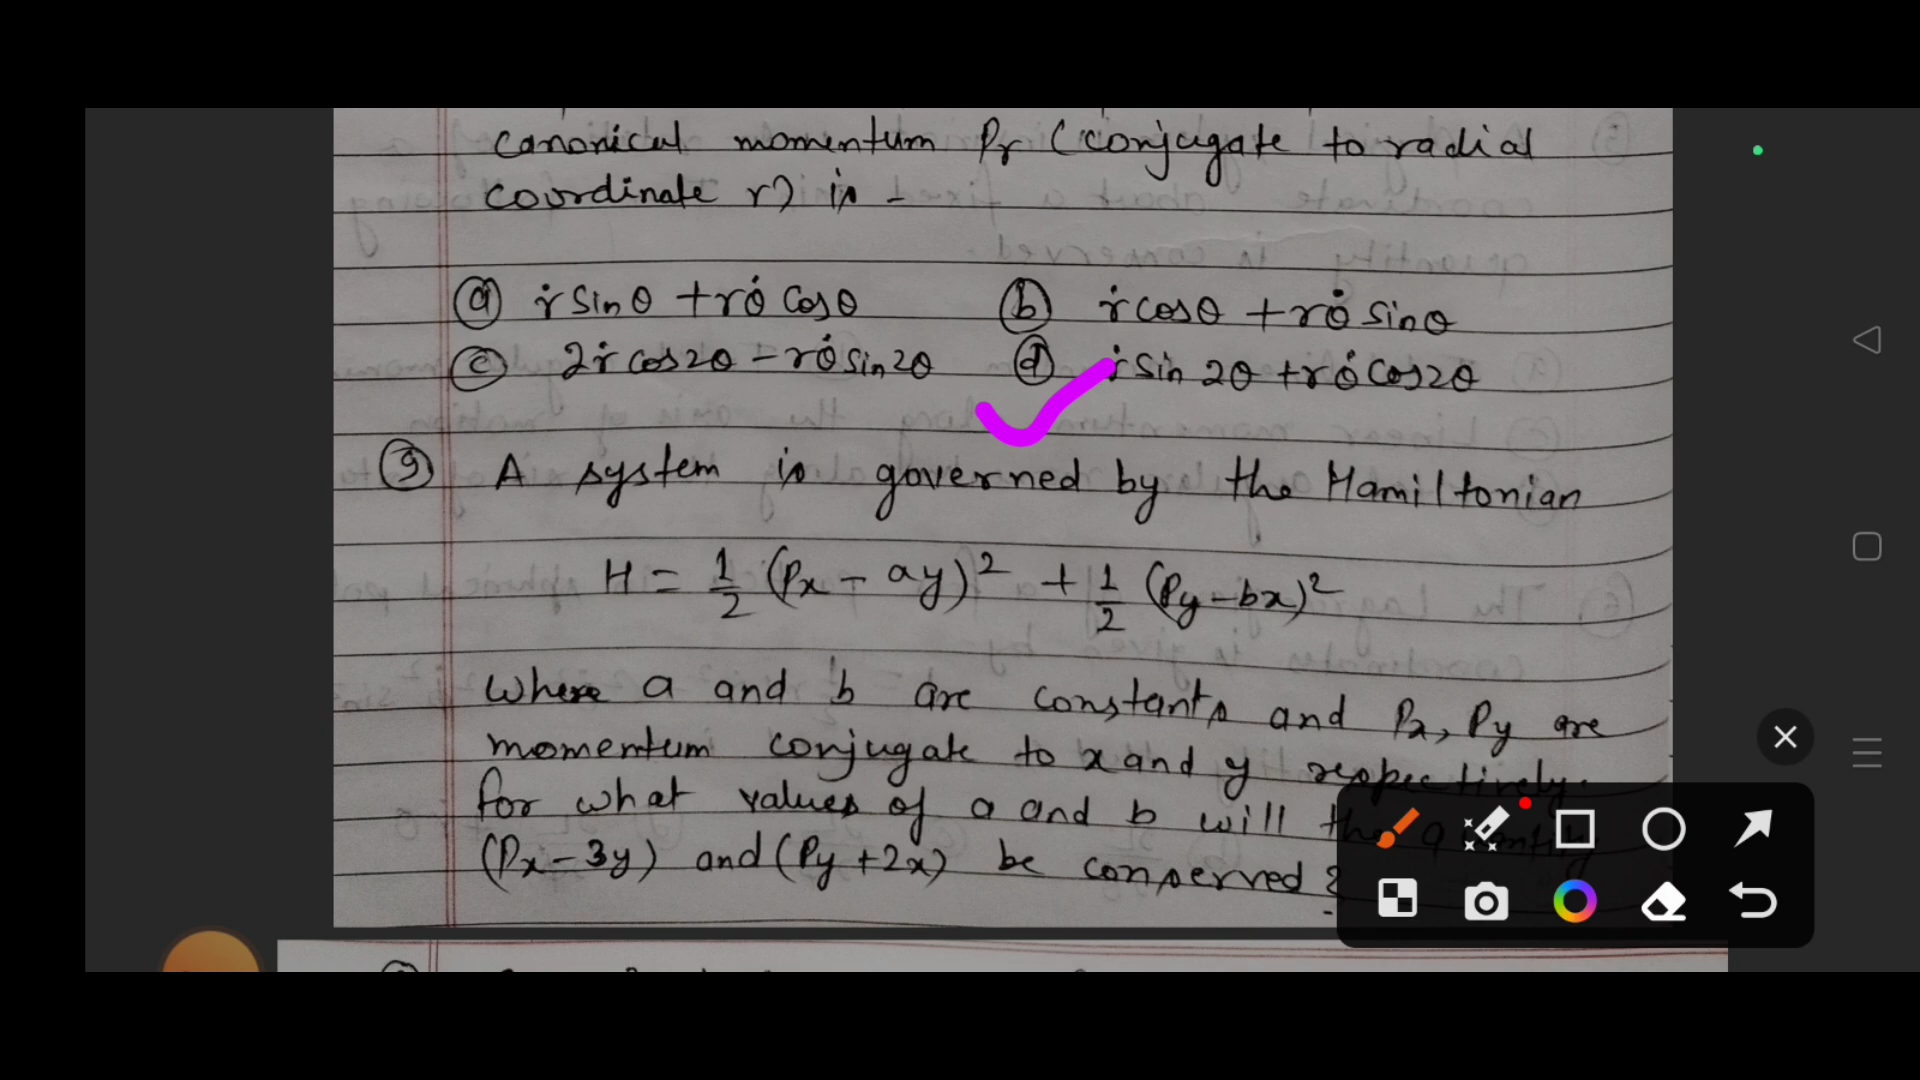 canonical momentum Pr (conjugate to radial
coordinate r) is -
(a) ṙ sinθ + rθ̇ cosθ (b) ṙ cosθ + rθ̇ sinθ
(c) 2ṙ cos2θ - rθ̇ sin2θ (d) ṙ sin 2θ + rθ̇ cos2θ
(9) A system is governed by the Hamiltonian
H = 1/2 (Px - ay)² + 1/2 (Py - bx)²
Where a and b are constants and Px, Py are
momentum conjugate to x and y respectively.
for what values of a and b will the quantity
(Px - 3y) and (Py + 2x) be conserved ?